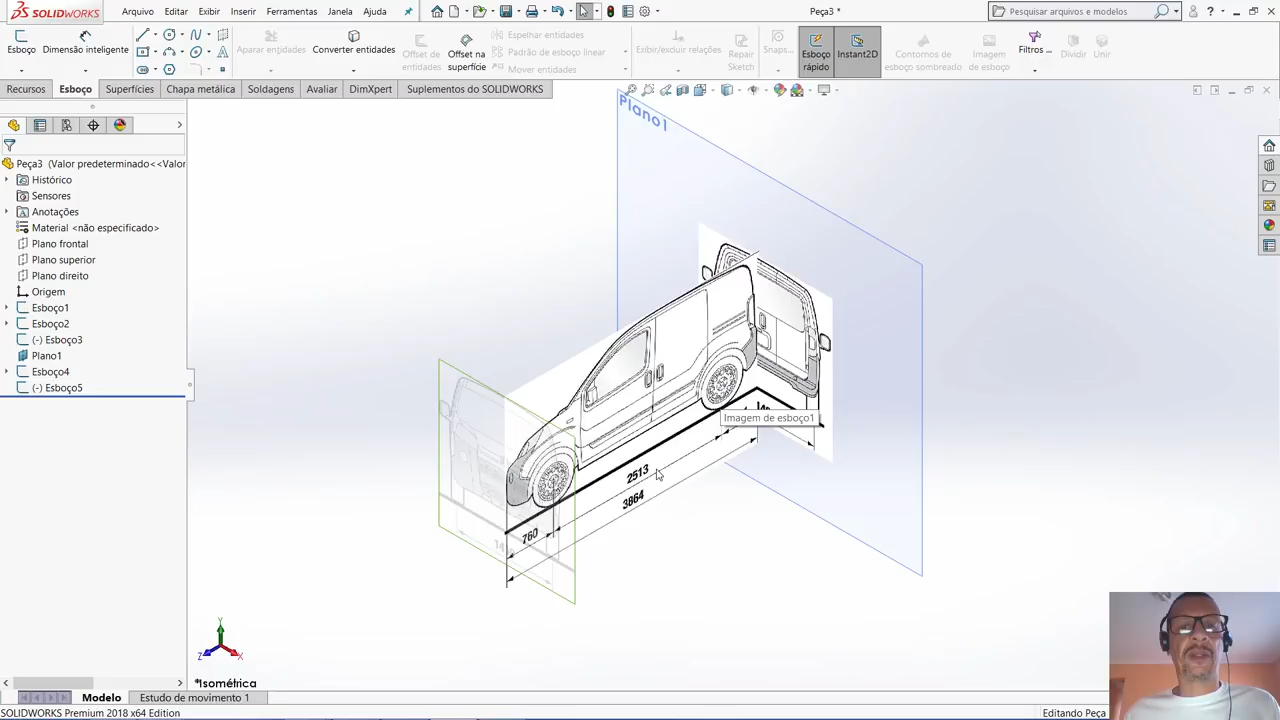 SOLIDWORKS
Arquivo Editar Exibir Inserir Ferramentas Janela Ajuda
Peça3 *
Pesquisar arquivos e modelos
Esboço
Dimensão inteligente
Aparar entidades
Converter entidades
Offset de entidades
Offset na superfície
Espelhar entidades
Padrão de esboço linear
Mover entidades
Exibir/excluir relações
Repair Sketch
Snaps...
Esboço rápido
Instant2D
Contornos de esboço sombreado
Imagem de esboço
Filtros ...
Dividir
Unir
Recursos Esboço Superfícies Chapa metálica Soldagens Avaliar DimXpert Suplementos do SOLIDWORKS
Peça3 (Valor predeterminado<<Valor
Histórico
Sensores
Anotações
Material <não especificado>
Plano frontal
Plano superior
Plano direito
Origem
Esboço1
Esboço2
(-) Esboço3
Plano1
Esboço4
(-) Esboço5
Plano1
Imagem de esboço1
2513
3864
760
Y
Z
X
*Isométrica
Modelo Estudo de movimento 1
SOLIDWORKS Premium 2018 x64 Edition
Editando Peça